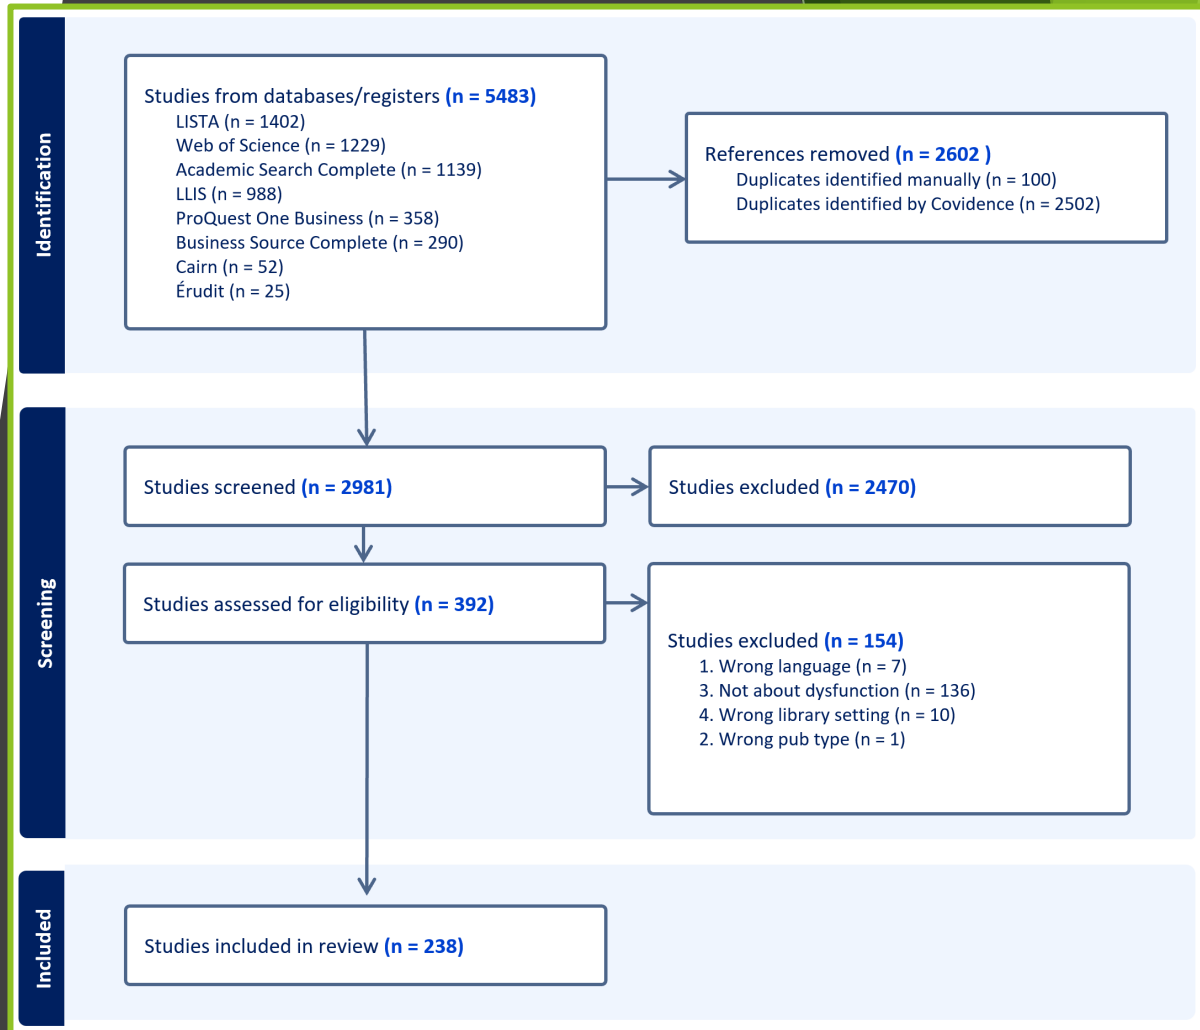 Identification
Studies from databases/registers (n = 5483)
LISTA (n = 1402)
Web of Science (n = 1229)
Academic Search Complete (n = 1139)
LLIS (n = 988)
ProQuest One Business (n = 358)
Business Source Complete (n = 290)
Cairn (n = 52)
Érudit (n = 25)
References removed (n = 2602 )
Duplicates identified manually (n = 100)
Duplicates identified by Covidence (n = 2502)
Screening
Studies screened (n = 2981)
Studies excluded (n = 2470)
Studies assessed for eligibility (n = 392)
Studies excluded (n = 154)
1. Wrong language (n = 7)
3. Not about dysfunction (n = 136)
4. Wrong library setting (n = 10)
2. Wrong pub type (n = 1)
Included
Studies included in review (n = 238)